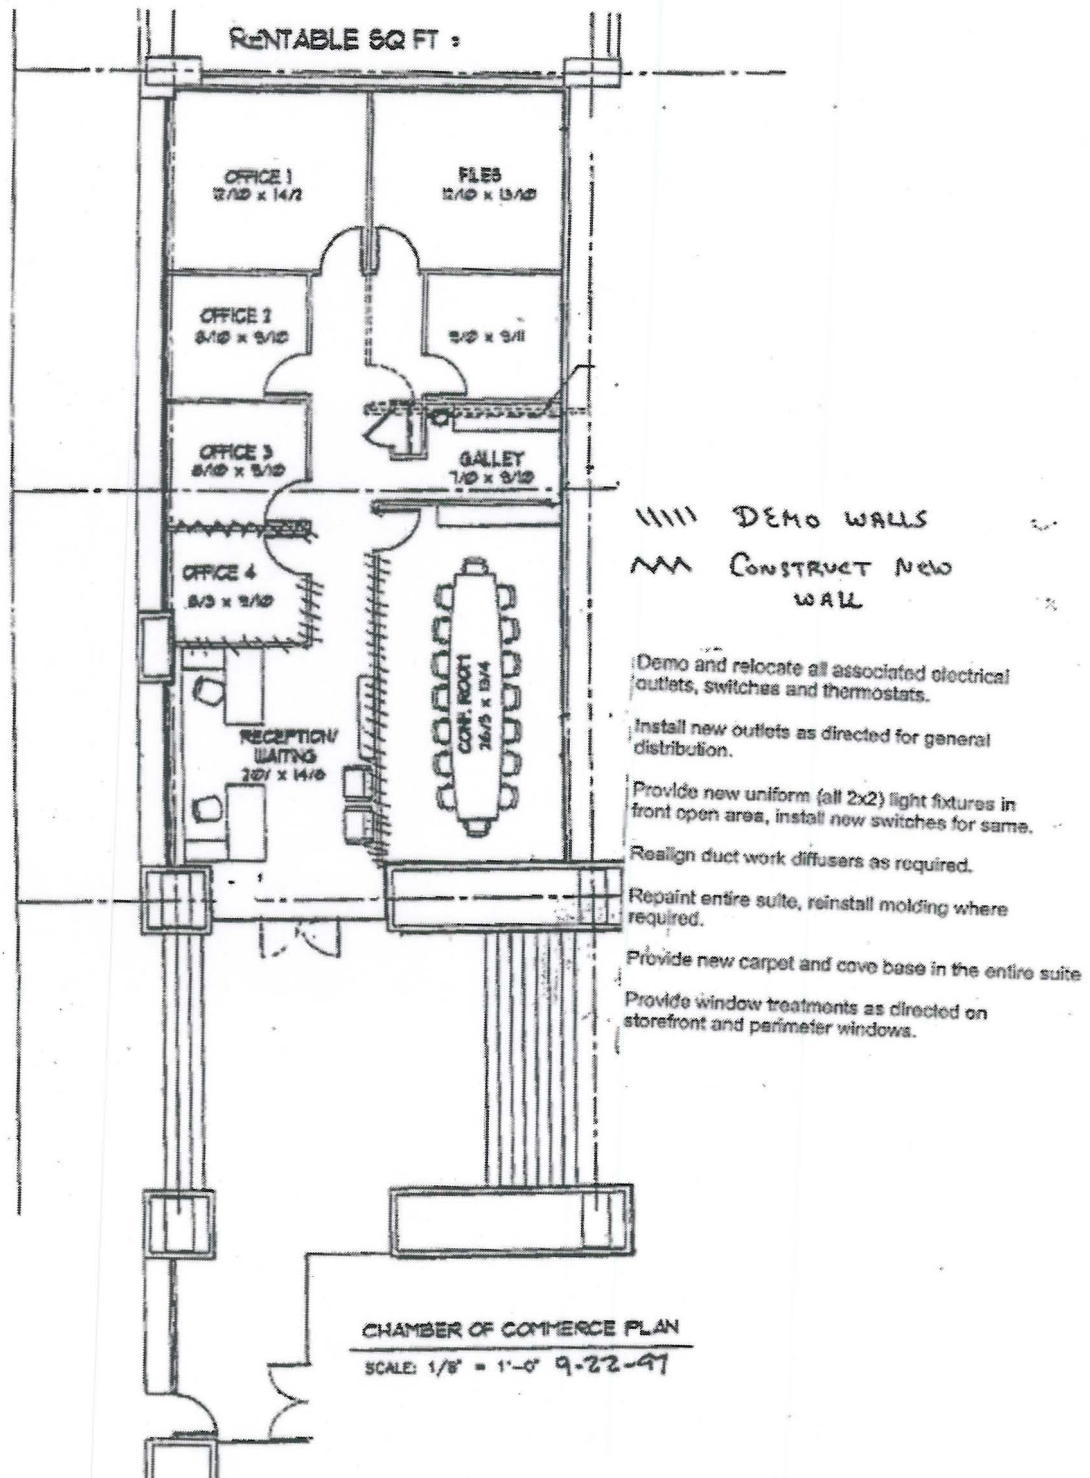 RENTABLE SQ FT :
OFFICE 1
12/10 x 14/2
FILES
12/10 x 13/10
OFFICE 2
8/10 x 9/10
9/0 x 9/11
OFFICE 3
8/10 x 9/10
GALLEY
7/0 x 9/10
OFFICE 4
8/3 x 9/10
CONF. ROOM
26/5 x 13/4
RECEPTION/
WAITING
x 14/8
DEMO WALLS
CONSTRUCT NEW
WALL
Demo and relocate all associated electrical
outlets, switches and thermostats.
Install new outlets as directed for general
distribution.
Provide new uniform (all 2x2) light fixtures in
front open area, install new switches for same.
Realign duct work diffusers as required.
Repaint entire suite, reinstall molding where
required.
Provide new carpet and cove base in the entire suite
Provide window treatments as directed on
storefront and perimeter windows.
CHAMBER OF COMMERCE PLAN
SCALE: 1/8" = 1'-0" 9-22-97